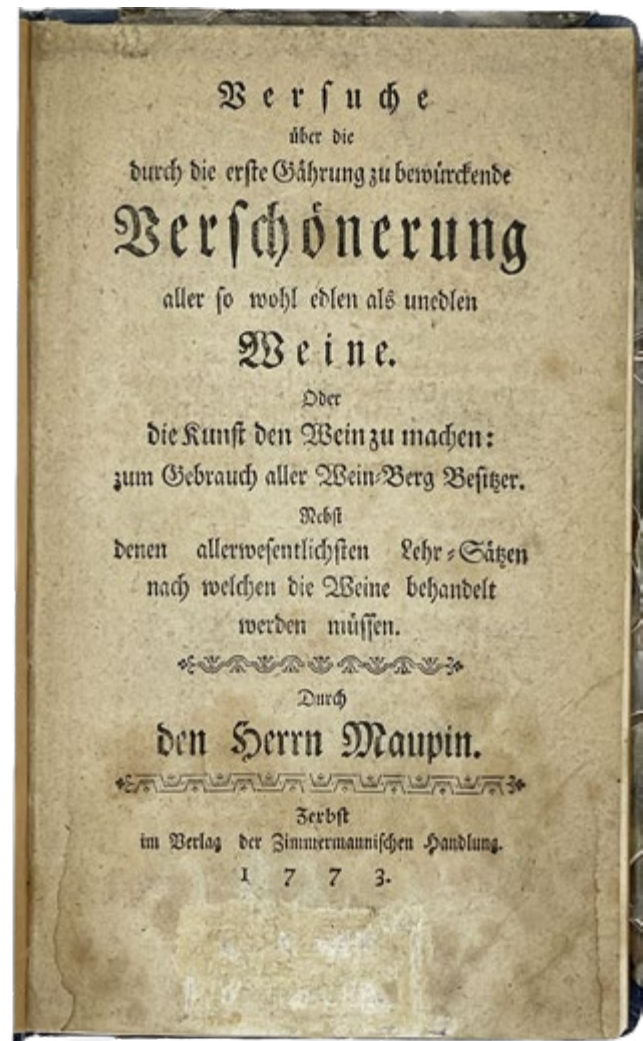 Versuche
über die
durch die erste Gährung zu bewürckende
Verschönerung
aller so wohl edlen als unedlen
Weine.
Oder
die Kunst den Wein zu machen:
zum Gebrauch aller Wein-Berg Besitzer.
Nebst
denen allerwesentlichsten Lehr-Sätzen
nach welchen die Weine behandelt
werden müssen.
Durch
den Herrn Maupin.
Zerbst
im Verlag der Zimmermannischen Handlung.
1773.